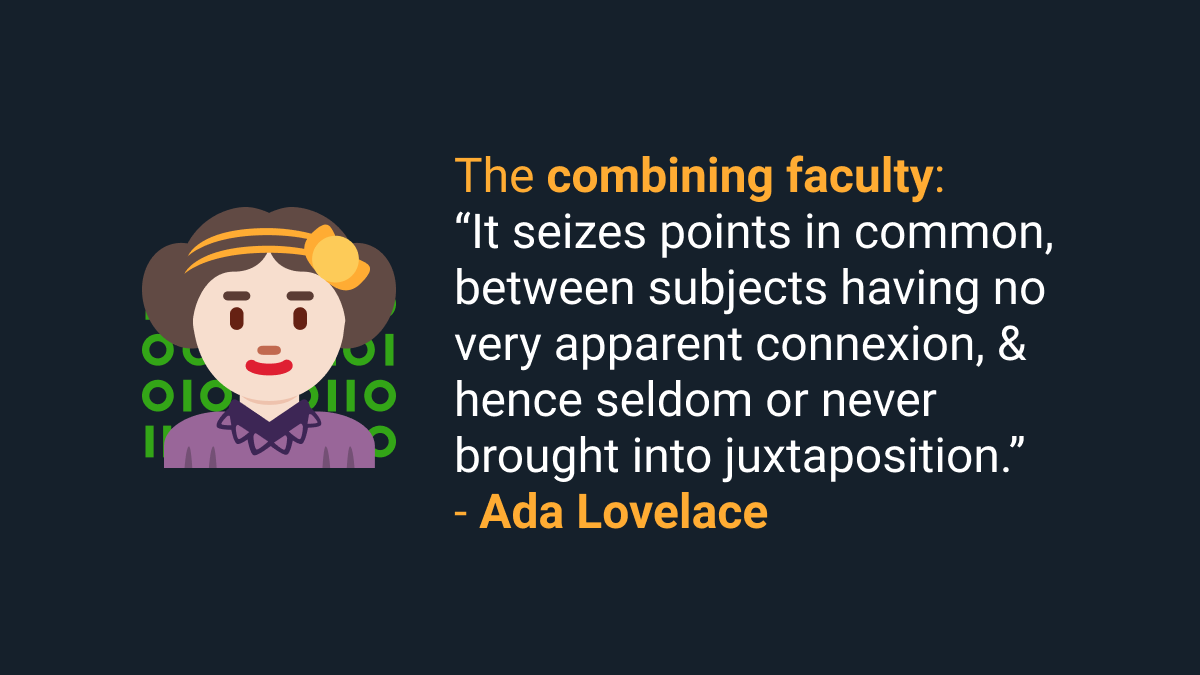 The combining faculty:
“It seizes points in common,
between subjects having no
very apparent connexion, &
hence seldom or never
brought into juxtaposition.”
- Ada Lovelace